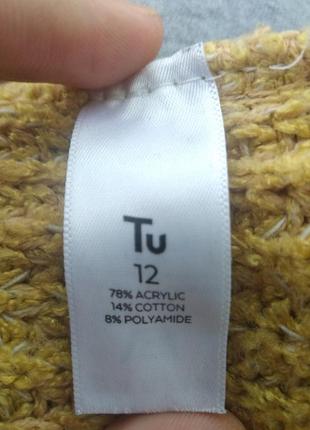 Tu
12
78% ACRYLIC
14% COTTON
8% POLYAMIDE